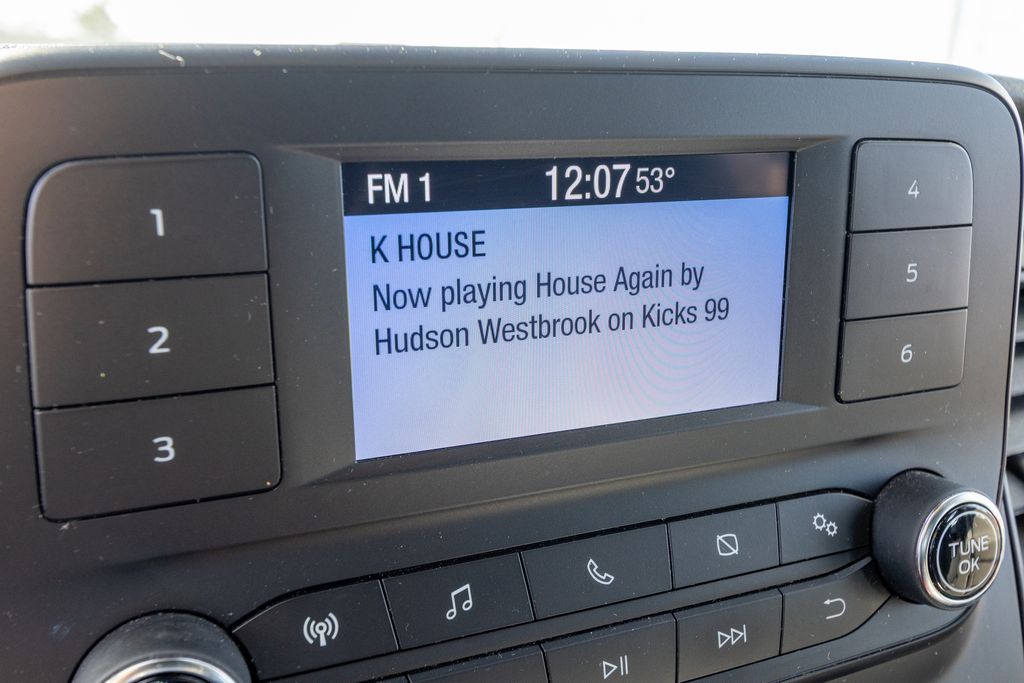 FM 1 12:07 53°
K HOUSE
Now playing House Again by
Hudson Westbrook on Kicks 99
1
2
3
4
5
6
TUNE
OK